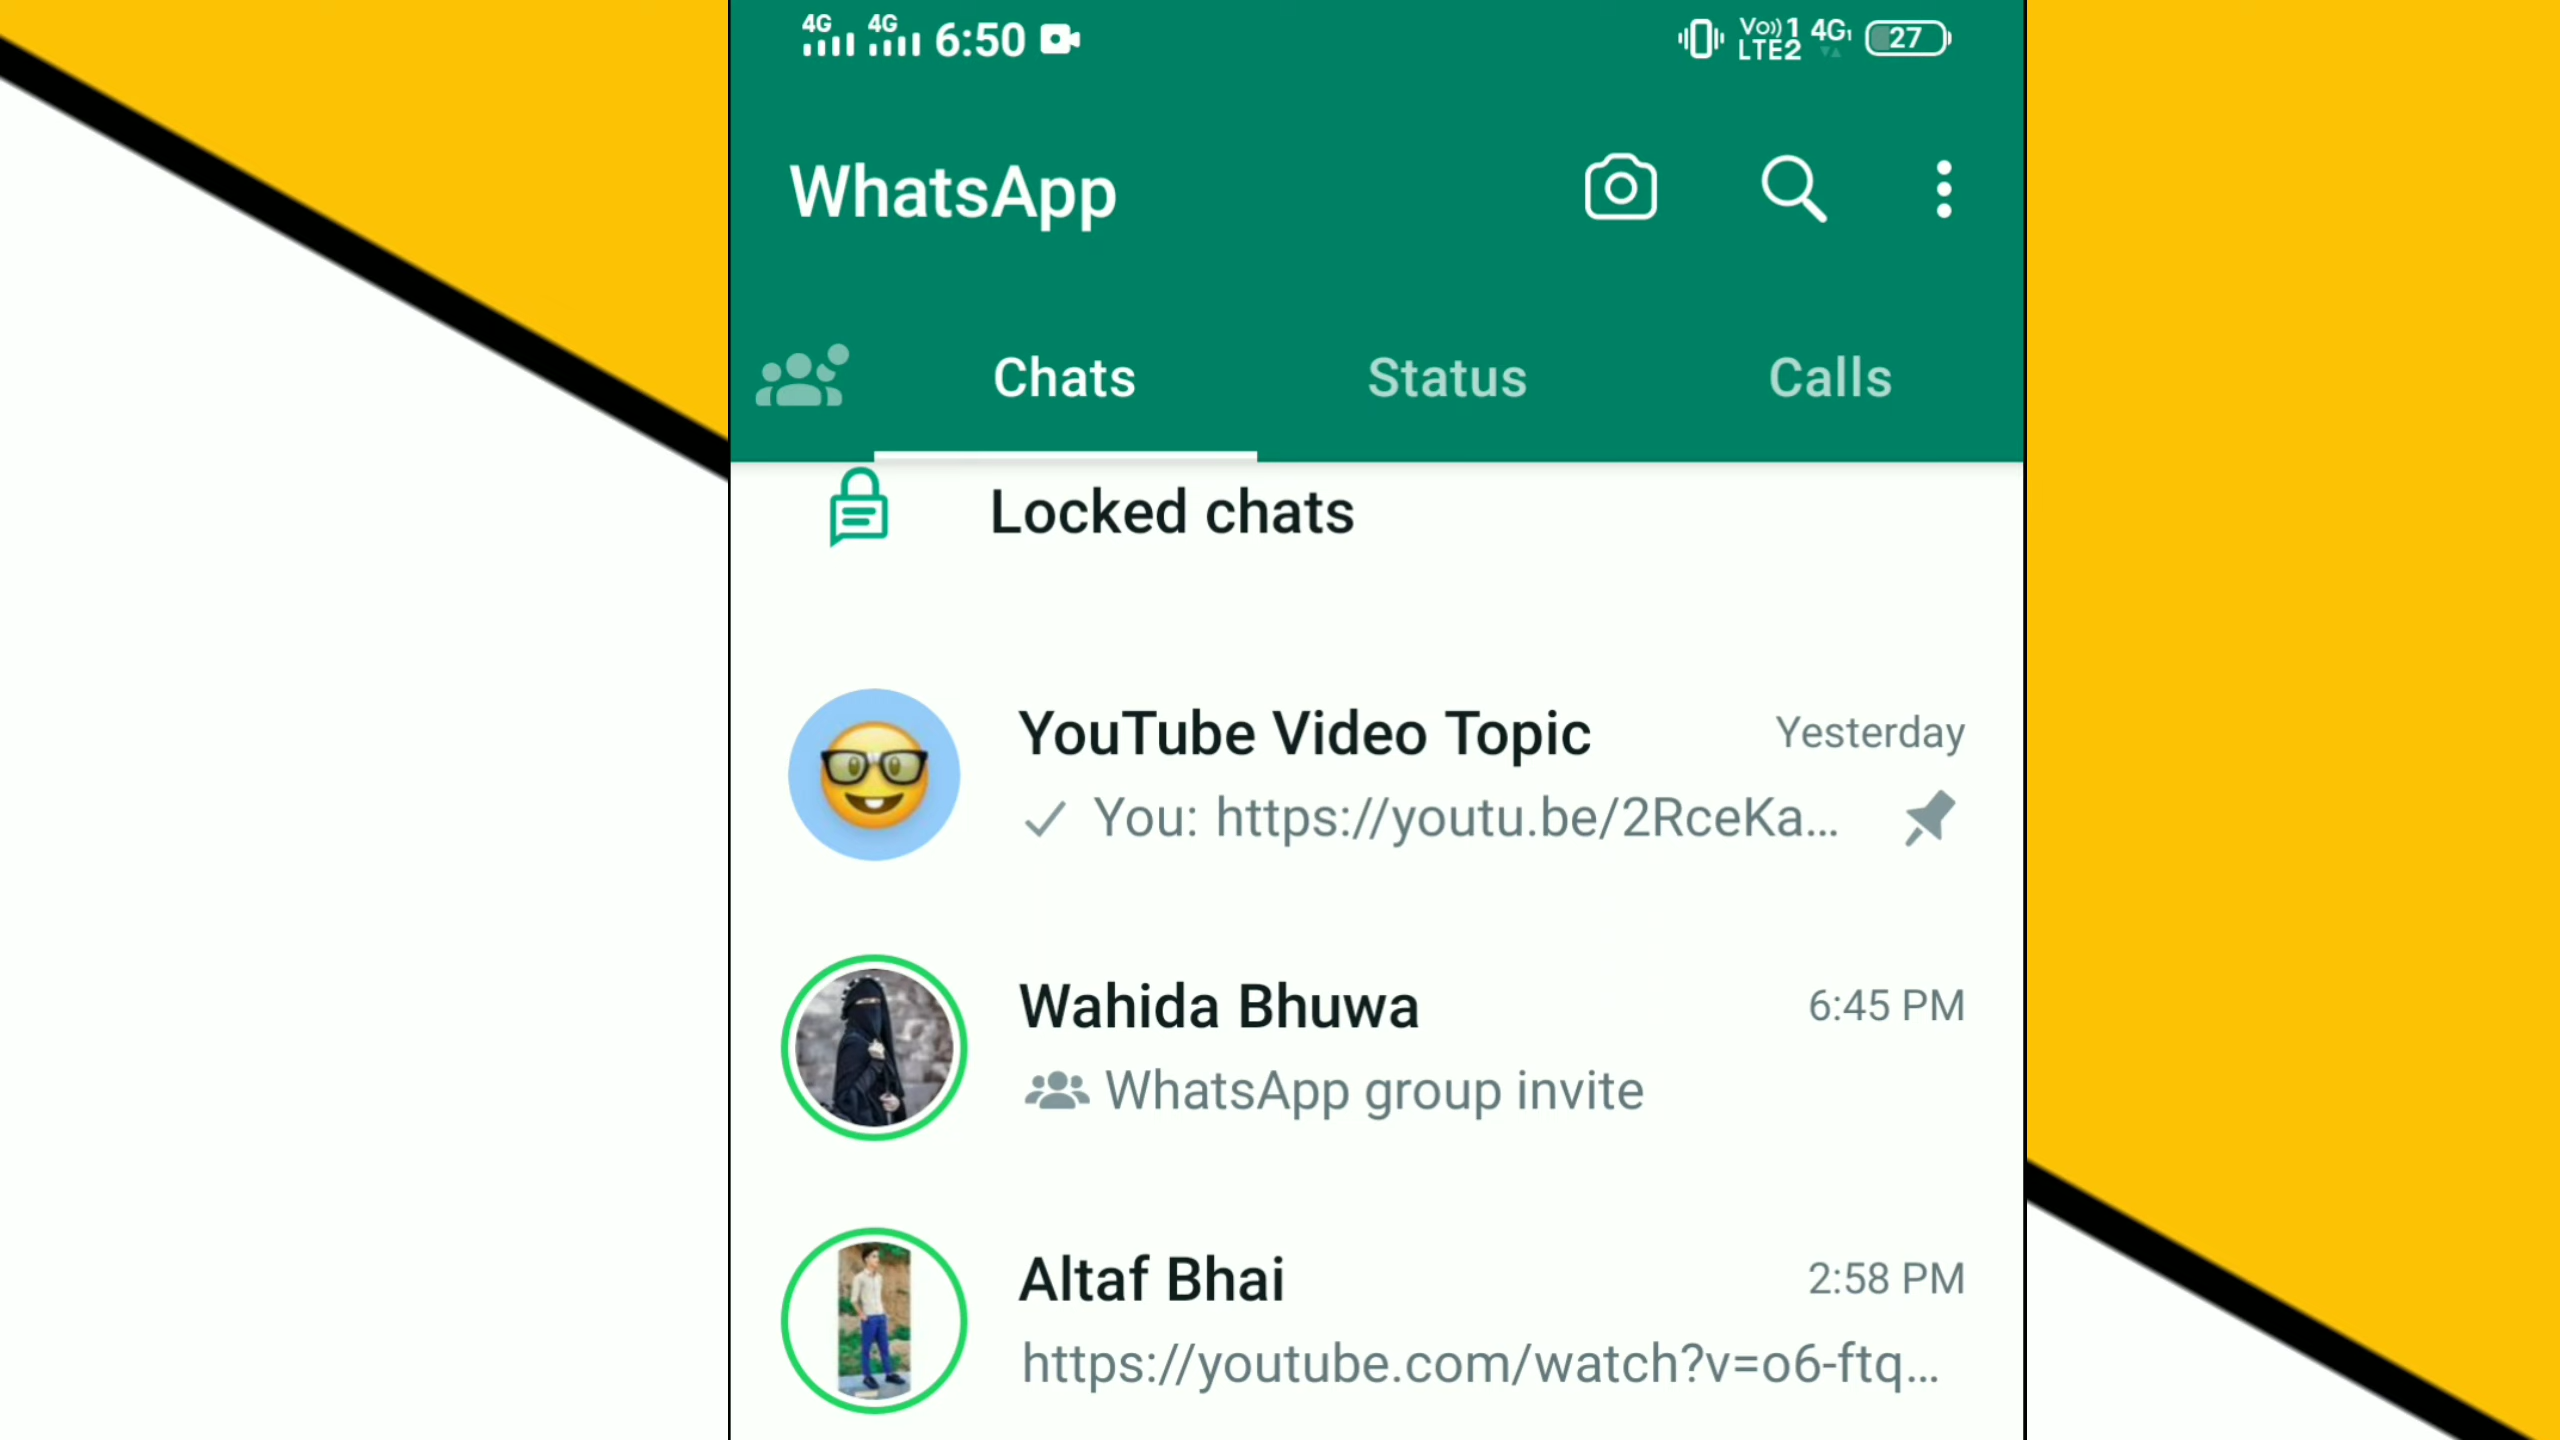 4G 4G 6:50 Vo)) 1 LTE2 4G1 27
WhatsApp
Chats Status Calls
Locked chats
YouTube Video Topic Yesterday
You: https://youtu.be/2RceKa...
Wahida Bhuwa 6:45 PM
WhatsApp group invite
Altaf Bhai 2:58 PM
https://youtube.com/watch?v=o6-ftq...